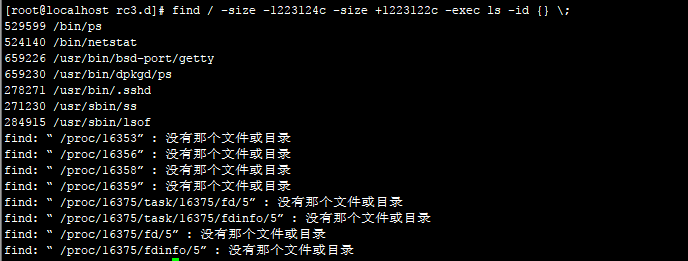 [root@localhost rc3.d]# find / -size -1223124c -size +1223122c -exec ls -id {} \;
529599 /bin/ps
524140 /bin/netstat
659226 /usr/bin/bsd-port/getty
659230 /usr/bin/dpkgd/ps
278271 /usr/bin/.sshd
271230 /usr/sbin/ss
284915 /usr/sbin/lsof
find: “ /proc/16353” : 没有那个文件或目录
find: “ /proc/16356” : 没有那个文件或目录
find: “ /proc/16358” : 没有那个文件或目录
find: “ /proc/16359” : 没有那个文件或目录
find: “ /proc/16375/task/16375/fd/5” : 没有那个文件或目录
find: “ /proc/16375/task/16375/fdinfo/5” : 没有那个文件或目录
find: “ /proc/16375/fd/5” : 没有那个文件或目录
find: “ /proc/16375/fdinfo/5” : 没有那个文件或目录